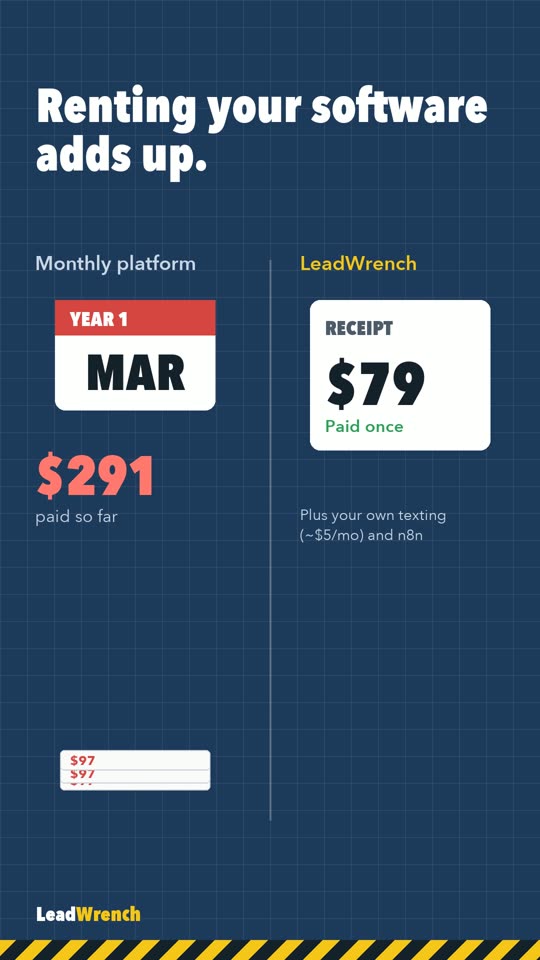 Renting your software
adds up.
Monthly platform
YEAR 1
MAR
$291
paid so far
$97
$97
LeadWrench
RECEIPT
$79
Paid once
Plus your own texting
(~$5/mo) and n8n
LeadWrench